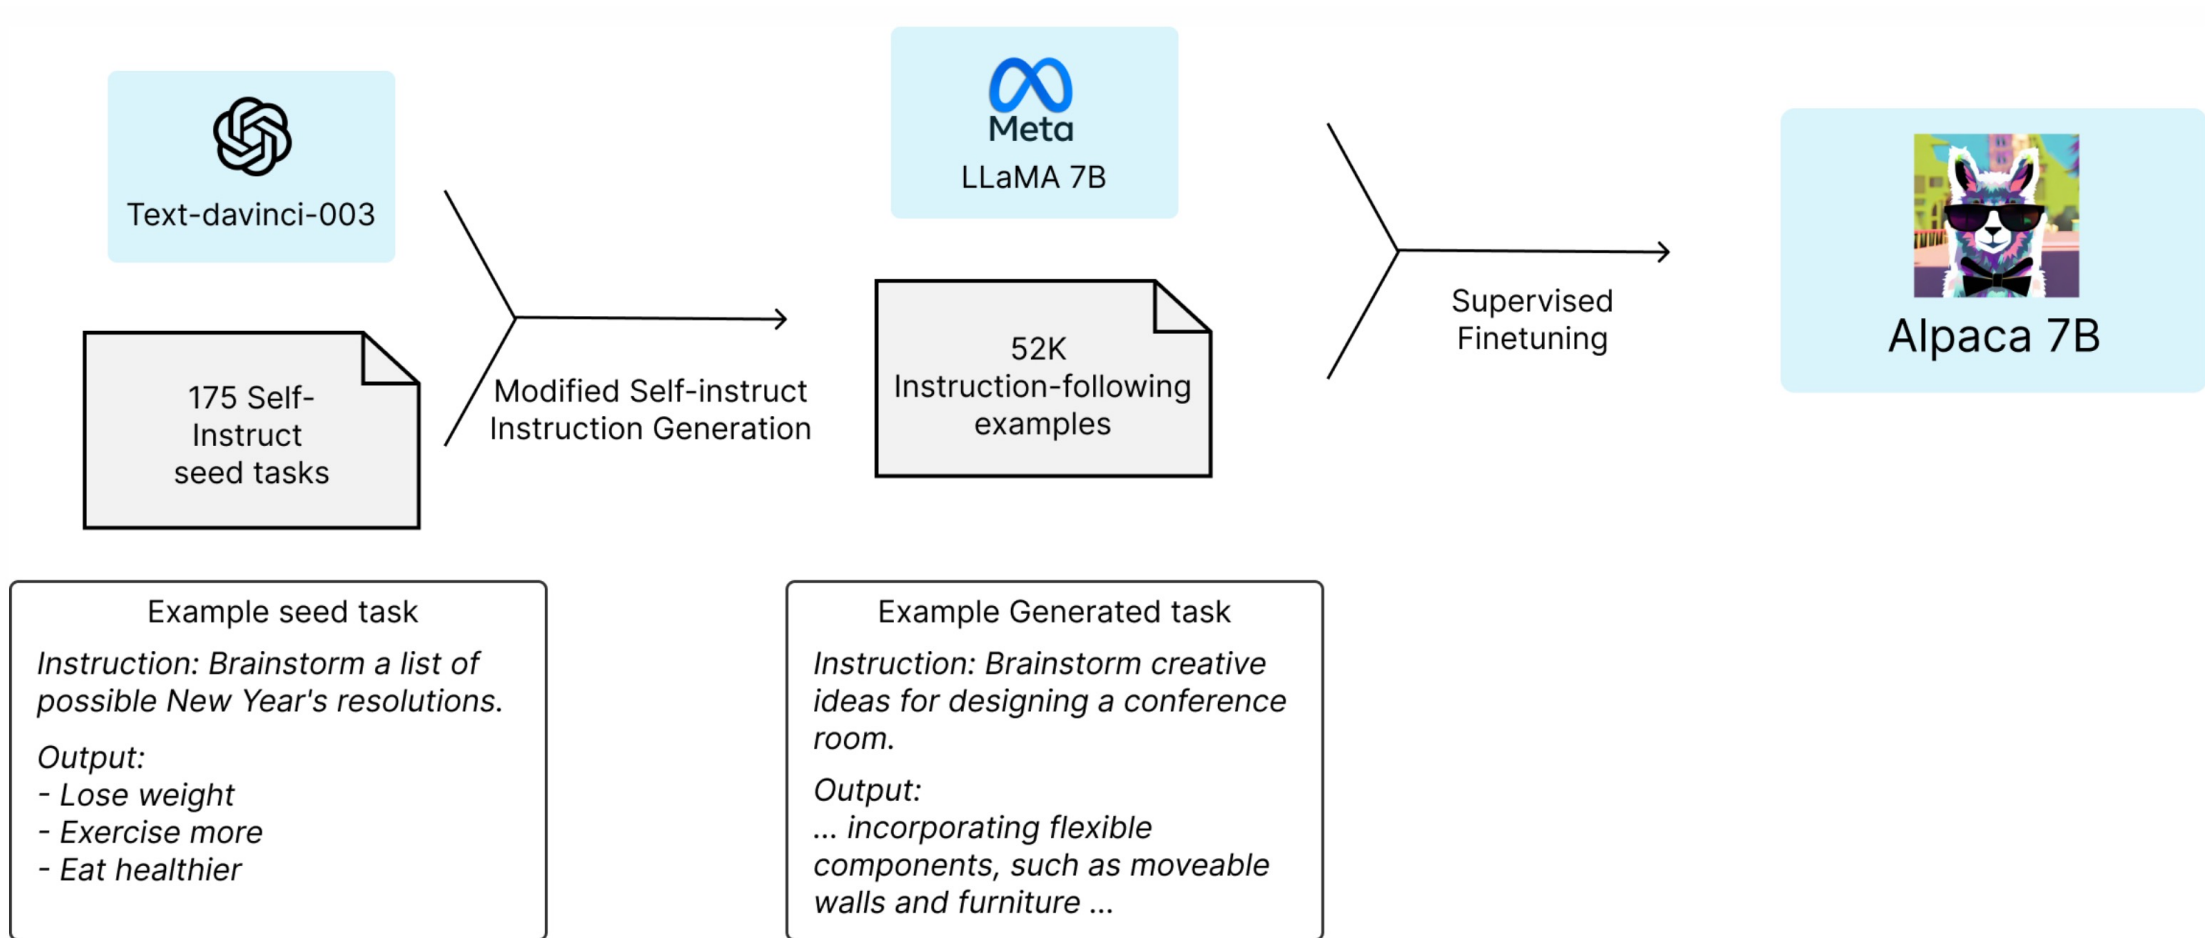 Text-davinci-003
175 Self-
Instruct
seed tasks
Modified Self-instruct
Instruction Generation
Meta
LLaMA 7B
52K
Instruction-following
examples
Supervised
Finetuning
Alpaca 7B
Example seed task
Instruction: Brainstorm a list of
possible New Year's resolutions.
Output:
- Lose weight
- Exercise more
- Eat healthier
Example Generated task
Instruction: Brainstorm creative
ideas for designing a conference
room.
Output:
... incorporating flexible
components, such as moveable
walls and furniture ...